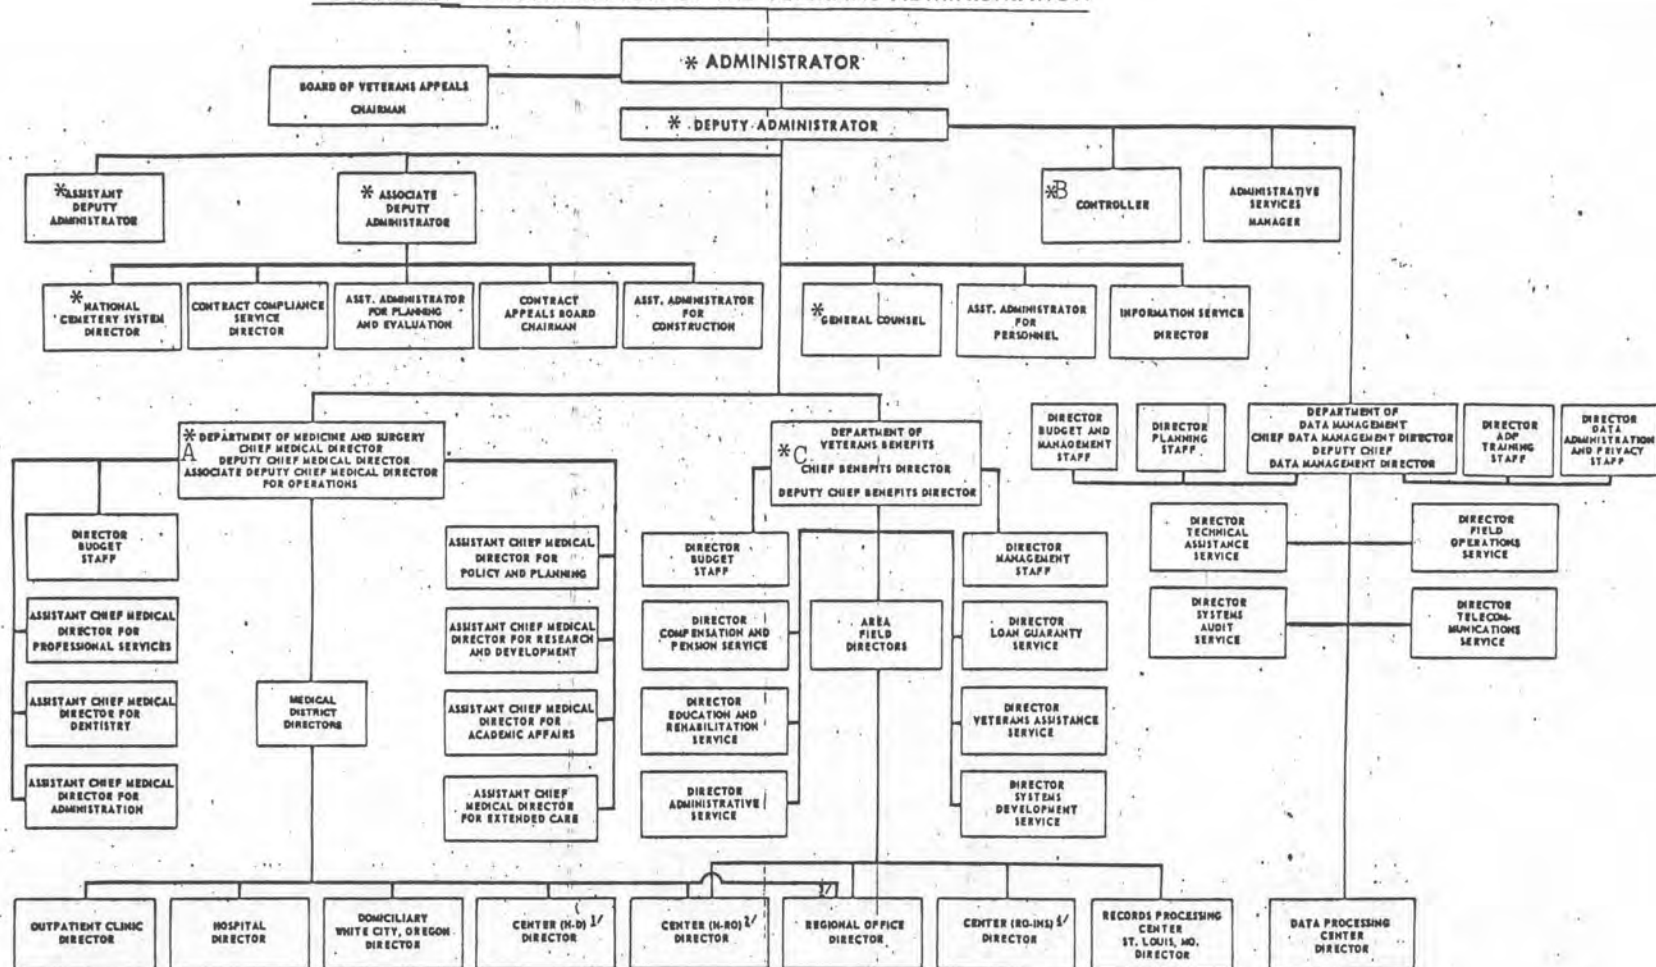 * ADMINISTRATOR
BOARD OF VETERANS APPEALS
CHAIRMAN
* DEPUTY ADMINISTRATOR
*ASSISTANT
DEPUTY
ADMINISTRATOR
* ASSOCIATE
DEPUTY
ADMINISTRATOR
*B CONTROLLER
ADMINISTRATIVE
SERVICES
MANAGER
* NATIONAL
CEMETERY SYSTEM
DIRECTOR
CONTRACT COMPLIANCE
SERVICE
DIRECTOR
ASST. ADMINISTRATOR
FOR PLANNING
AND EVALUATION
CONTRACT
APPEALS BOARD
CHAIRMAN
ASST. ADMINISTRATOR
FOR
CONSTRUCTION
*GENERAL COUNSEL
ASST. ADMINISTRATOR
FOR
PERSONNEL
INFORMATION SERVICE
DIRECTOR
* DEPARTMENT OF MEDICINE AND SURGERY
A CHIEF MEDICAL DIRECTOR
DEPUTY CHIEF MEDICAL DIRECTOR
ASSOCIATE DEPUTY CHIEF MEDICAL DIRECTOR
FOR OPERATIONS
DEPARTMENT OF
VETERANS BENEFITS
*C
CHIEF BENEFITS DIRECTOR
DEPUTY CHIEF BENEFITS DIRECTOR
DIRECTOR
BUDGET AND
MANAGEMENT
STAFF
DIRECTOR
PLANNING
STAFF
DEPARTMENT OF
DATA MANAGEMENT
CHIEF DATA MANAGEMENT DIRECTOR
DEPUTY CHIEF
DATA MANAGEMENT DIRECTOR
DIRECTOR
ADP
TRAINING
STAFF
DIRECTOR
DATA
ADMINISTRATION
AND PRIVACY
STAFF
DIRECTOR
BUDGET
STAFF
ASSISTANT CHIEF MEDICAL
DIRECTOR FOR
POLICY AND PLANNING
DIRECTOR
BUDGET
STAFF
DIRECTOR
MANAGEMENT
STAFF
DIRECTOR
TECHNICAL
ASSISTANCE
SERVICE
DIRECTOR
FIELD
OPERATIONS
SERVICE
ASSISTANT CHIEF MEDICAL
DIRECTOR FOR
PROFESSIONAL SERVICES
ASSISTANT CHIEF MEDICAL
DIRECTOR FOR RESEARCH
AND DEVELOPMENT
DIRECTOR
COMPENSATION AND
PENSION SERVICE
AREA
FIELD
DIRECTORS
DIRECTOR
LOAN GUARANTY
SERVICE
DIRECTOR
SYSTEMS
AUDIT
SERVICE
DIRECTOR
TELECOM-
MUNICATIONS
SERVICE
ASSISTANT CHIEF MEDICAL
DIRECTOR FOR
DENTISTRY
MEDICAL
DISTRICT
DIRECTORS
ASSISTANT CHIEF MEDICAL
DIRECTOR FOR
ACADEMIC AFFAIRS
DIRECTOR
EDUCATION AND
REHABILITATION
SERVICE
DIRECTOR
VETERANS ASSISTANCE
SERVICE
ASSISTANT CHIEF MEDICAL
DIRECTOR FOR
ADMINISTRATION
ASSISTANT CHIEF
MEDICAL DIRECTOR
FOR EXTENDED CARE
DIRECTOR
ADMINISTRATIVE
SERVICE
DIRECTOR
SYSTEMS
DEVELOPMENT
SERVICE
OUTPATIENT CLINIC
DIRECTOR
HOSPITAL
DIRECTOR
DOMICILIARY
WHITE CITY, OREGON
DIRECTOR
CENTER (H-D) 1/
DIRECTOR
CENTER (H-RO)
DIRECTOR
REGIONAL OFFICE
DIRECTOR
CENTER (RO-INS)
DIRECTOR
RECORDS PROCESSING
CENTER
ST. LOUIS, MO.
DIRECTOR
DATA PROCESSING
CENTER
DIRECTOR